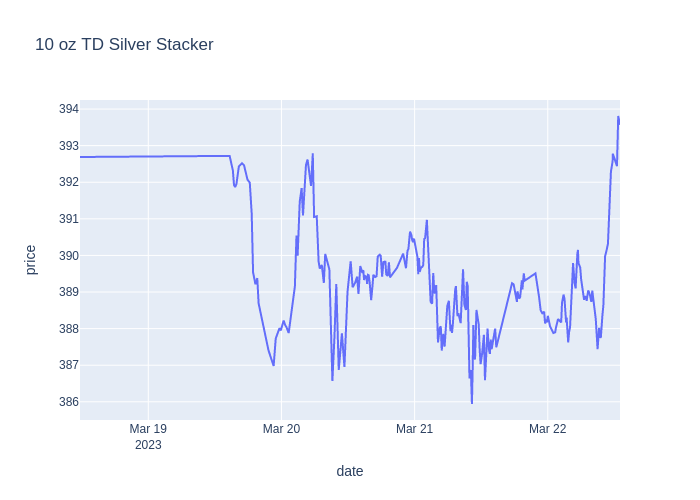 10 oz TD Silver Stacker
394
393
392
391
390
389
388
387
386
price
Mar 19
2023
Mar 20
Mar 21
Mar 22
date